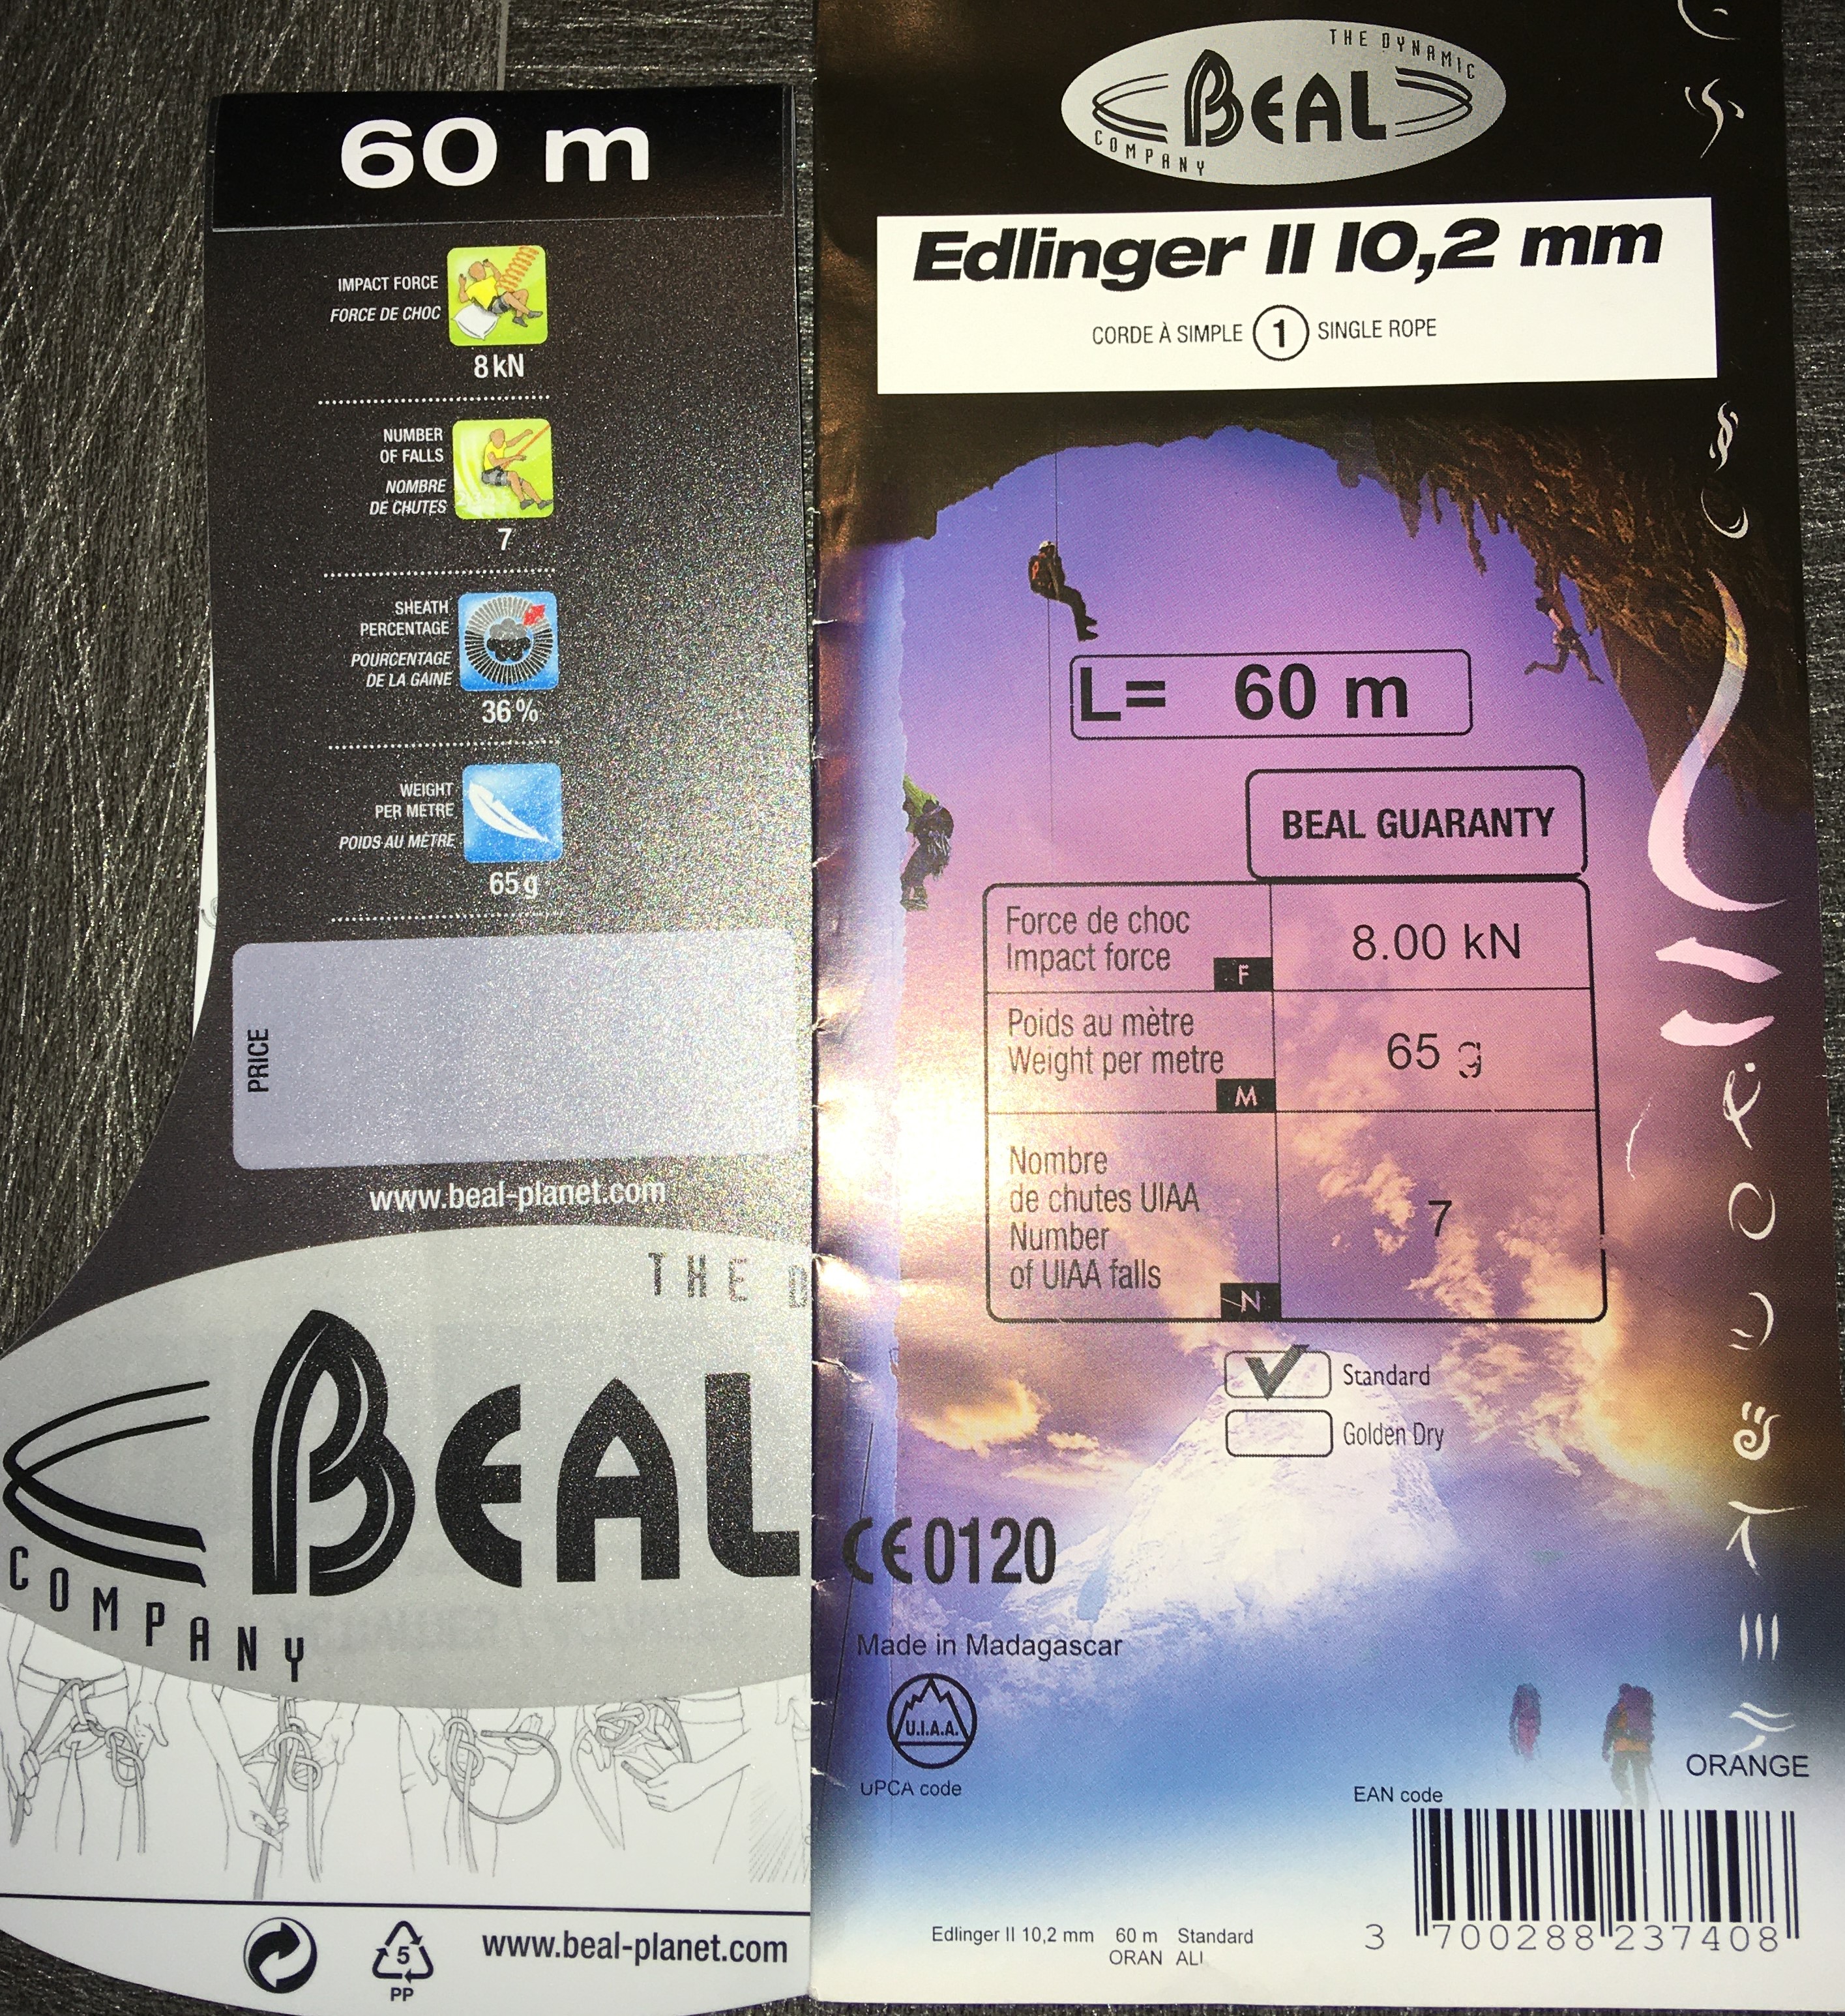 60 m
IMPACT FORCE
FORCE DE CHOC
8 kN
NUMBER
OF FALLS
NOMBRE
DE CHUTES
7
SHEATH
PERCENTAGE
POURCENTAGE
DE LA GAINE
36 %
WEIGHT
PER METRE
POIDS AU MÈTRE
65 g
PRICE
www.beal-planet.com
THE D
BEAL
COMPANY
5
PP
www.beal-planet.com
THE DYNAMIC
BEAL
COMPANY
Edlinger II 10,2 mm
CORDE À SIMPLE 1 SINGLE ROPE
L= 60 m
BEAL GUARANTY
Force de choc
Impact force
F
8.00 kN
Poids au mètre
Weight per metre
M
65 g
Nombre
de chutes UIAA
Number
of UIAA falls
N
7
Standard
Golden Dry
CE 0120
Made in Madagascar
U.I.A.A.
UPCA code
ORANGE
EAN code
Edlinger II 10,2 mm 60 m Standard
ORAN ALI
3 700288 237408